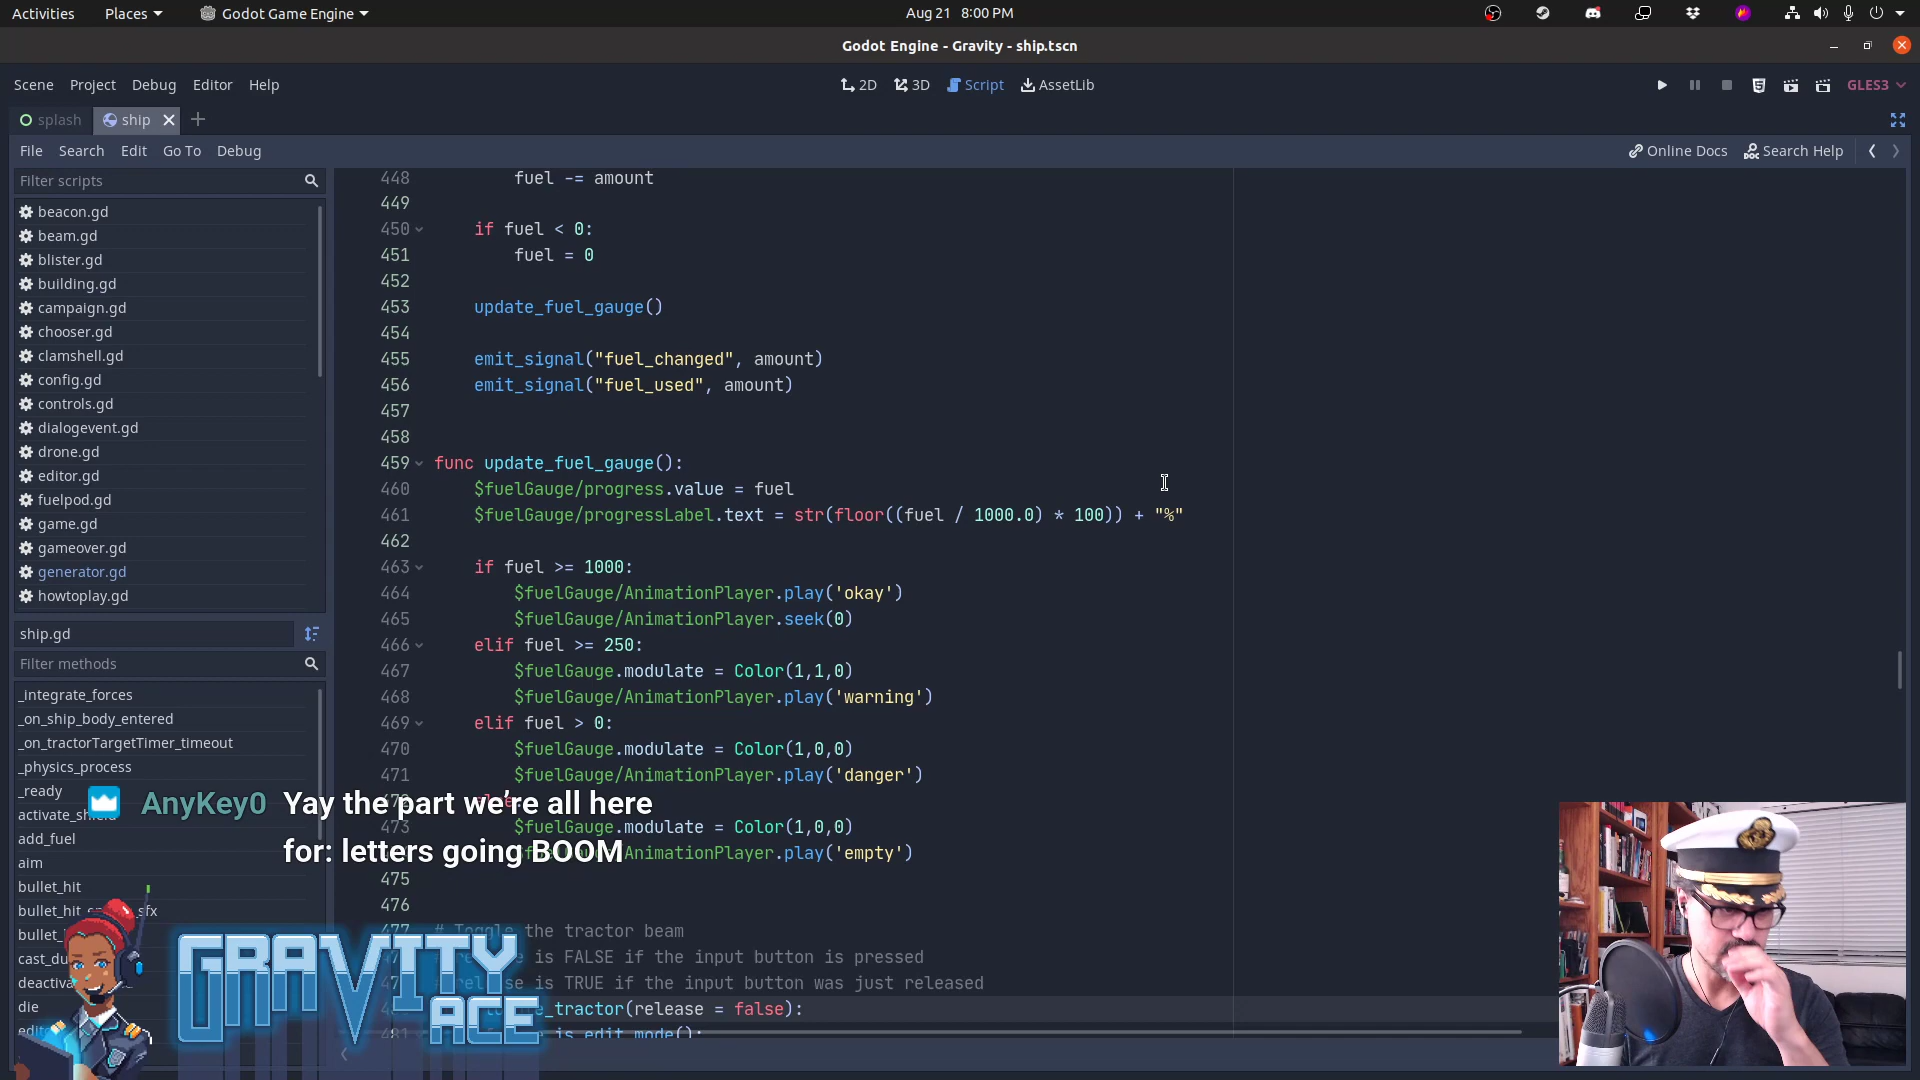 Activities Places Godot Game Engine Aug 21 8:00 PM
Godot Engine - Gravity - ship.tscn
Scene Project Debug Editor Help 2D 3D Script AssetLib GLES3
splash ship
File Search Edit Go To Debug Online Docs Search Help
Filter scripts
beacon.gd
beam.gd
blister.gd
building.gd
campaign.gd
chooser.gd
clamshell.gd
config.gd
controls.gd
dialogevent.gd
drone.gd
editor.gd
fuelpod.gd
game.gd
gameover.gd
generator.gd
howtoplay.gd
ship.gd
Filter methods
_integrate_forces
_on_ship_body_entered
_on_tractorTargetTimer_timeout
_physics_process
_ready
add_fuel
aim
bullet_hit
die
448 fuel -= amount
449
450 if fuel < 0:
451 fuel = 0
452
453 update_fuel_gauge()
454
455 emit_signal("fuel_changed", amount)
456 emit_signal("fuel_used", amount)
457
458
459 func update_fuel_gauge():
460 $fuelGauge/progress.value = fuel
461 $fuelGauge/progressLabel.text = str(floor((fuel / 1000.0) * 100)) + "%"
462
463 if fuel >= 1000:
464 $fuelGauge/AnimationPlayer.play('okay')
465 $fuelGauge/AnimationPlayer.seek(0)
466 elif fuel >= 250:
467 $fuelGauge.modulate = Color(1,1,0)
468 $fuelGauge/AnimationPlayer.play('warning')
469 elif fuel > 0:
470 $fuelGauge.modulate = Color(1,0,0)
471 $fuelGauge/AnimationPlayer.play('danger')
473 $fuelGauge.modulate = Color(1,0,0)
AnimationPlayer.play('empty')
475
476
# Toggle the tractor beam
is FALSE if the input button is pressed
is TRUE if the input button was just released
_tractor(release = false):
is_edit_mode():
AnyKey0 Yay the part we're all here
for: letters going BOOM
GRAVITY
ACE